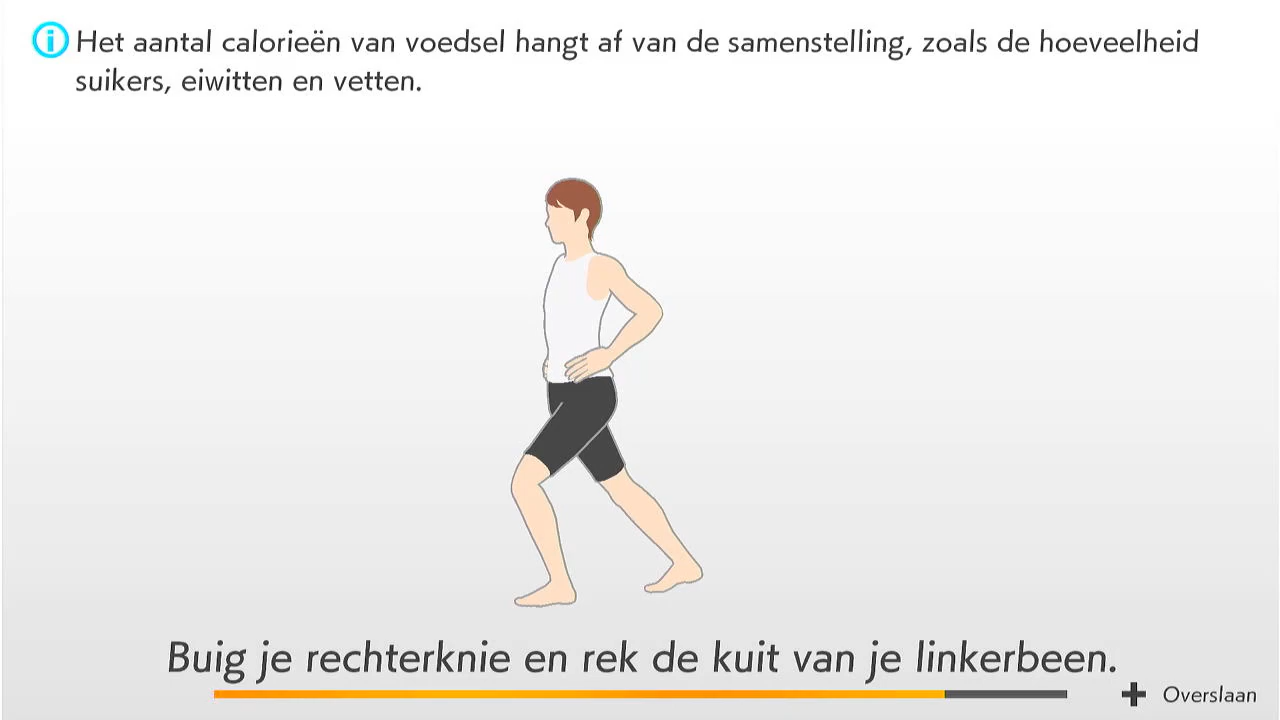 Het aantal calorieën van voedsel hangt af van de samenstelling, zoals de hoeveelheid
suikers, eiwitten en vetten.
Buig je rechterknie en rek de kuit van je linkerbeen.
Overslaan